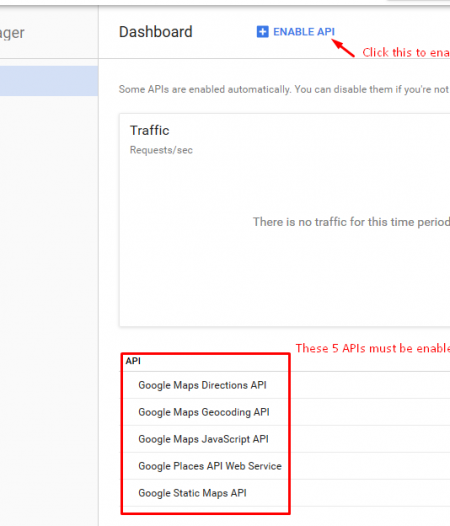 ager
Dashboard
ENABLE API
Click this to ena
Some APIs are enabled automatically. You can disable them if you're not
Traffic
Requests/sec
There is no traffic for this time period
These 5 APIs must be enable
API
Google Maps Directions API
Google Maps Geocoding API
Google Maps JavaScript API
Google Places API Web Service
Google Static Maps API